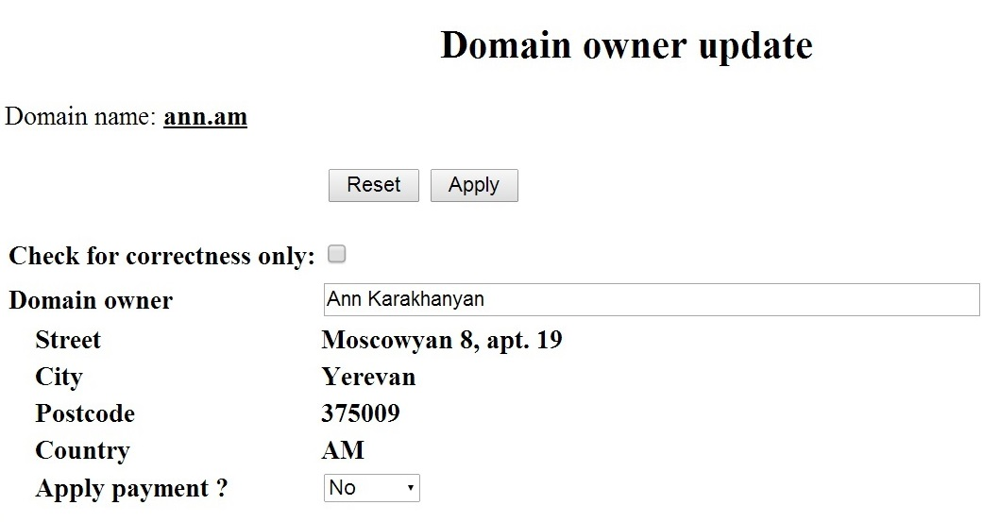 Domain owner update
Domain name: ann.am
Reset Apply
Check for correctness only:
Domain owner Ann Karakhanyan
Street Moscowyan 8, apt. 19
City Yerevan
Postcode 375009
Country AM
Apply payment ? No